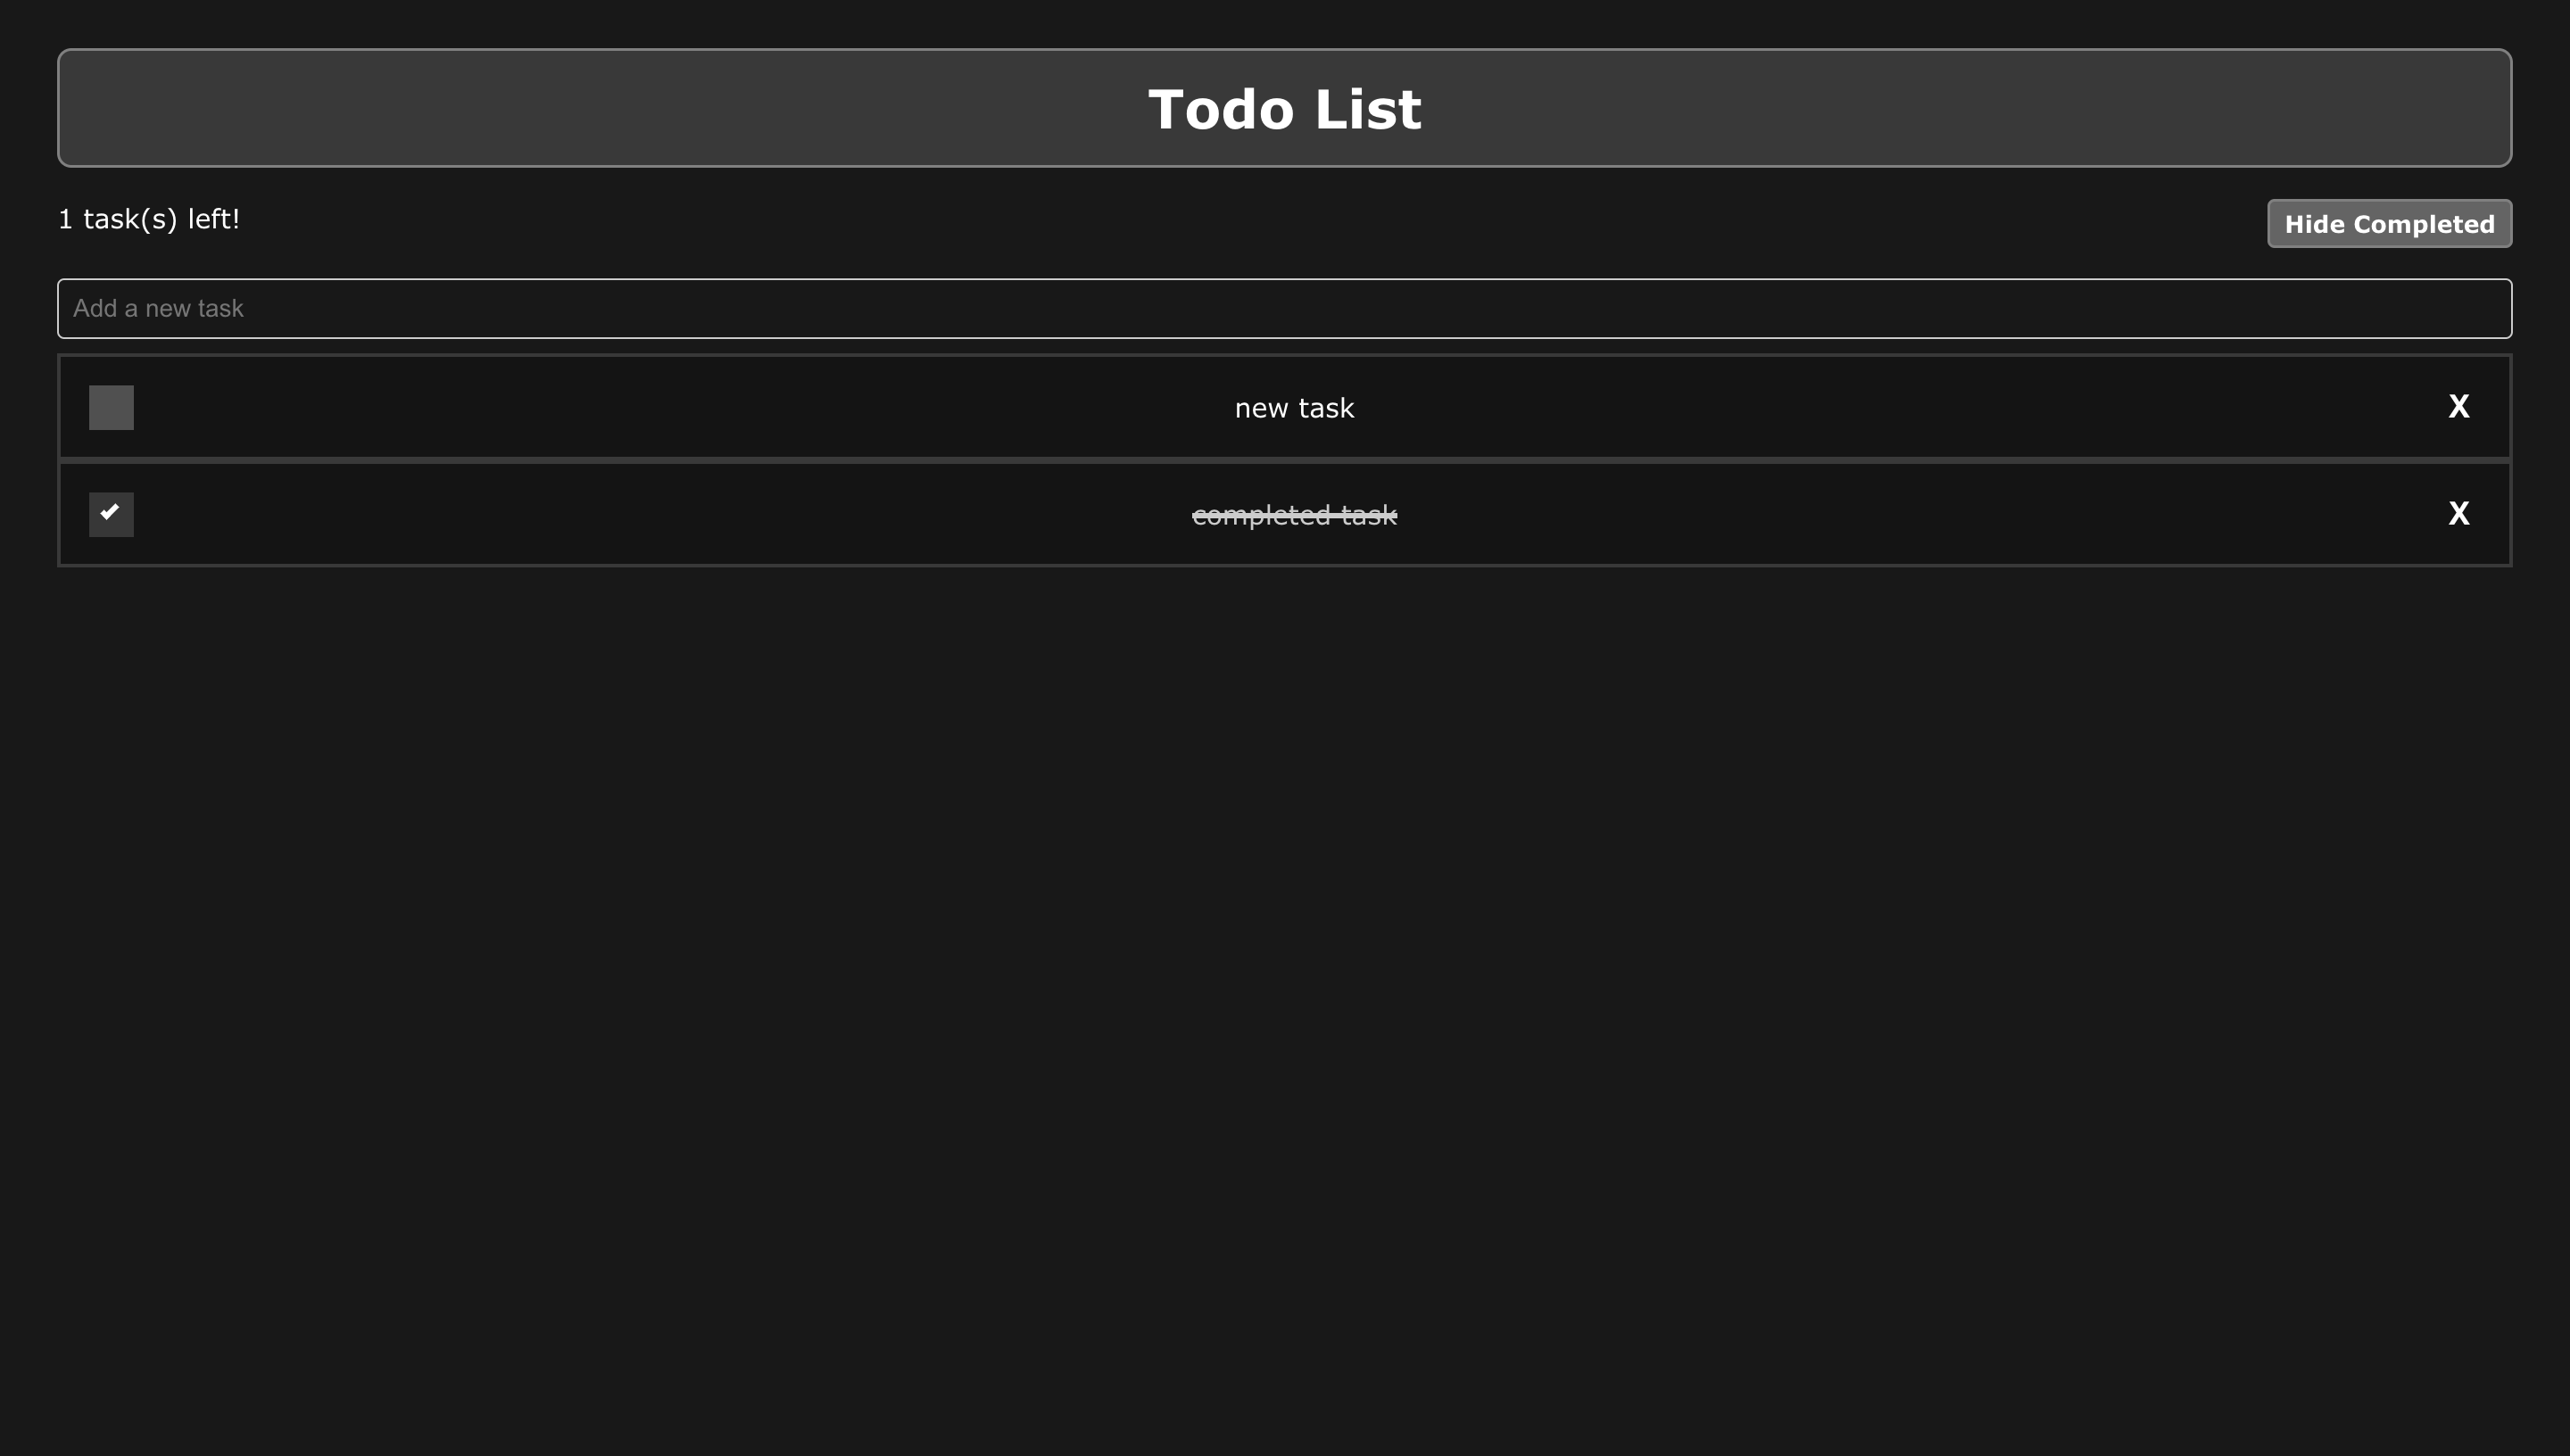 Todo List
1 task(s) left!
Hide Completed
Add a new task
new task
X
completed task
X